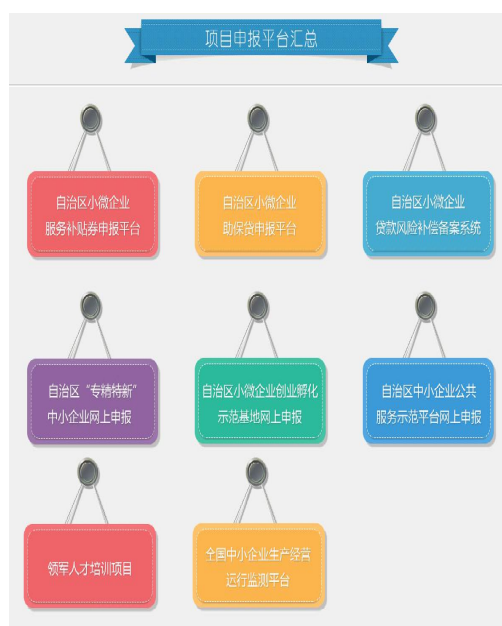 项目申报平台汇总
自治区小微企业
服务补贴券申报平台
自治区小微企业
助保贷申报平台
自治区小微企业
贷款风险补偿备案系统
自治区“专精特新”
中小企业网上申报
自治区小微企业创业孵化
示范基地网上申报
自治区中小企业公共
服务示范平台网上申报
领军人才培训项目
全国中小企业生产经营
运行监测平台